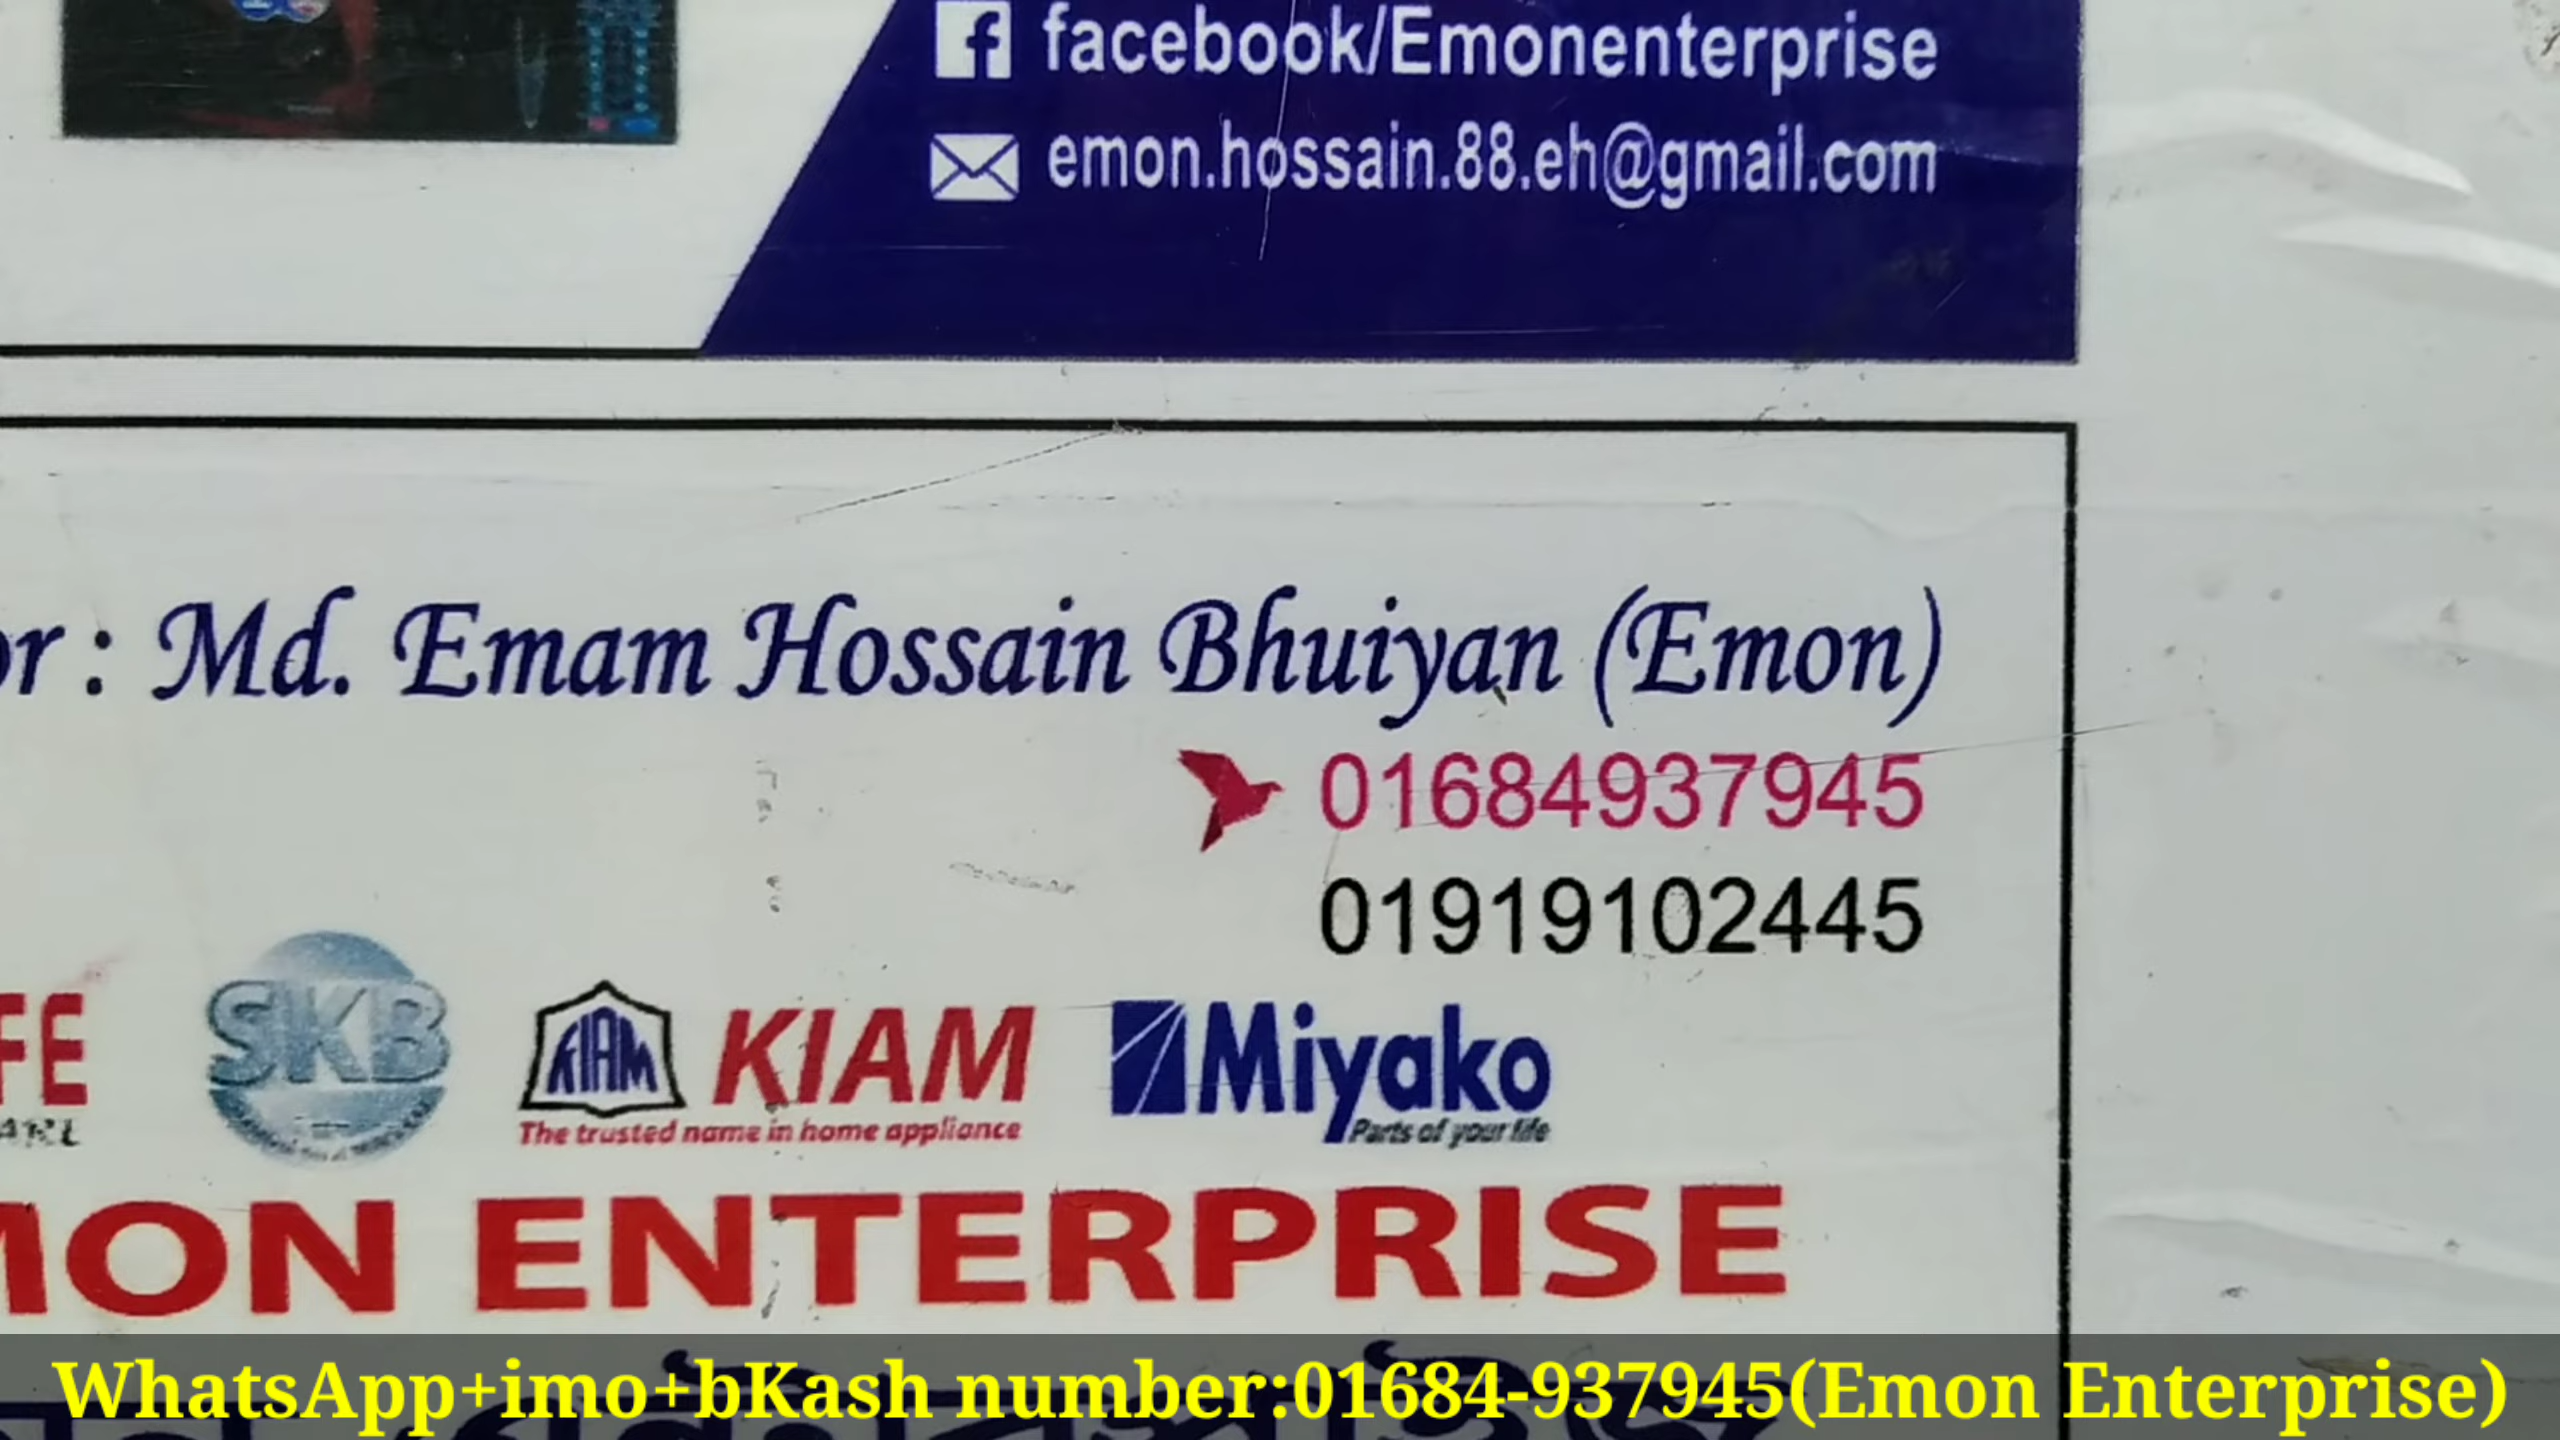 facebook/Emonenterprise
emon.hossain.88.eh@gmail.com
or : Md. Emam Hossain Bhuiyan (Emon)
01684937945
01919102445
FE
SKB
KIAM
KIAM
The trusted name in home appliance
Miyako
Parts of your life
MON ENTERPRISE
WhatsApp+imo+bKash number:01684-937945(Emon Enterprise)